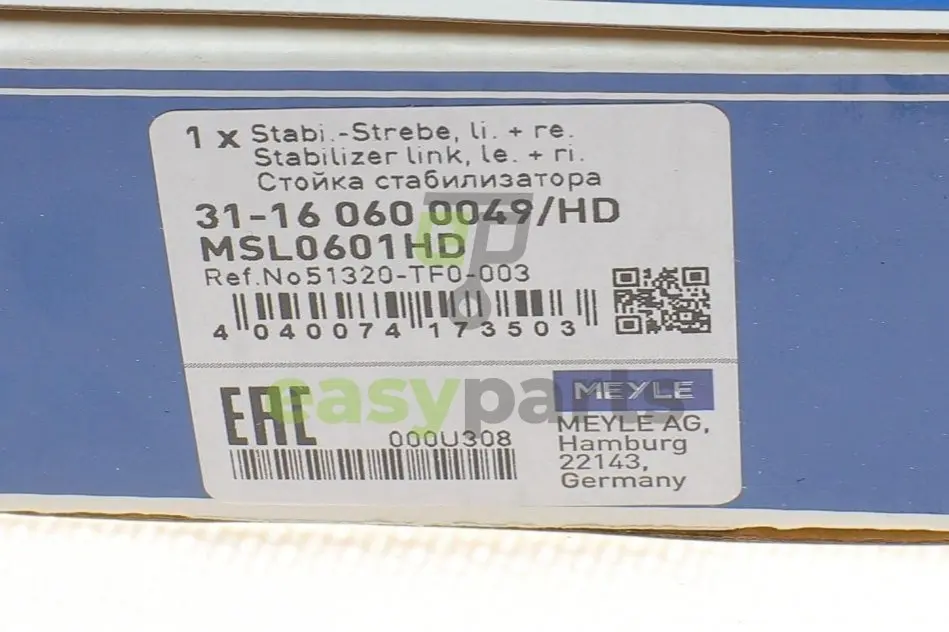 1 x Stabi.-Strebe, li. + re.
Stabilizer link, le. + ri.
Стойка стабилизатора
31-16 060 0049/HD
MSL0601HD
Ref.No51320-TF0-003
4 040074 173503
EAC
000U308
MEYLE
MEYLE AG,
Hamburg
22143,
Germany
easyparts